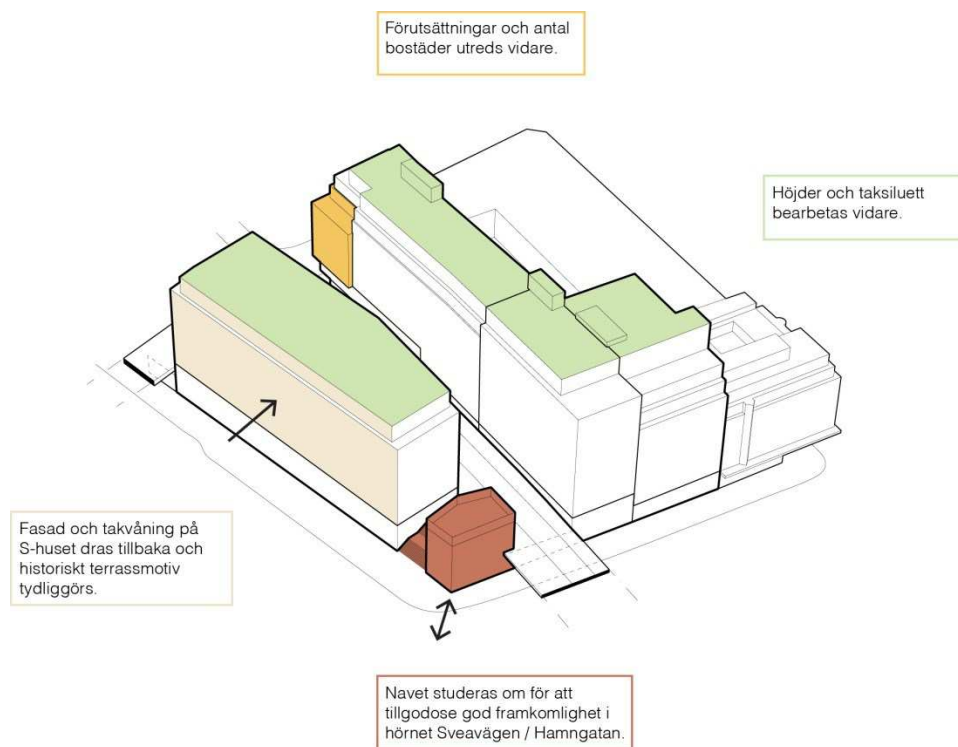 Förutsättningar och antal
bostäder utreds vidare.
Höjder och taksiluett
bearbetas vidare.
Fasad och takvåning på
S-huset dras tillbaka och
historiskt terrassmotiv
tydliggörs.
Navet studeras om för att
tillgodose god framkomlighet i
hörnet Sveavägen / Hamngatan.